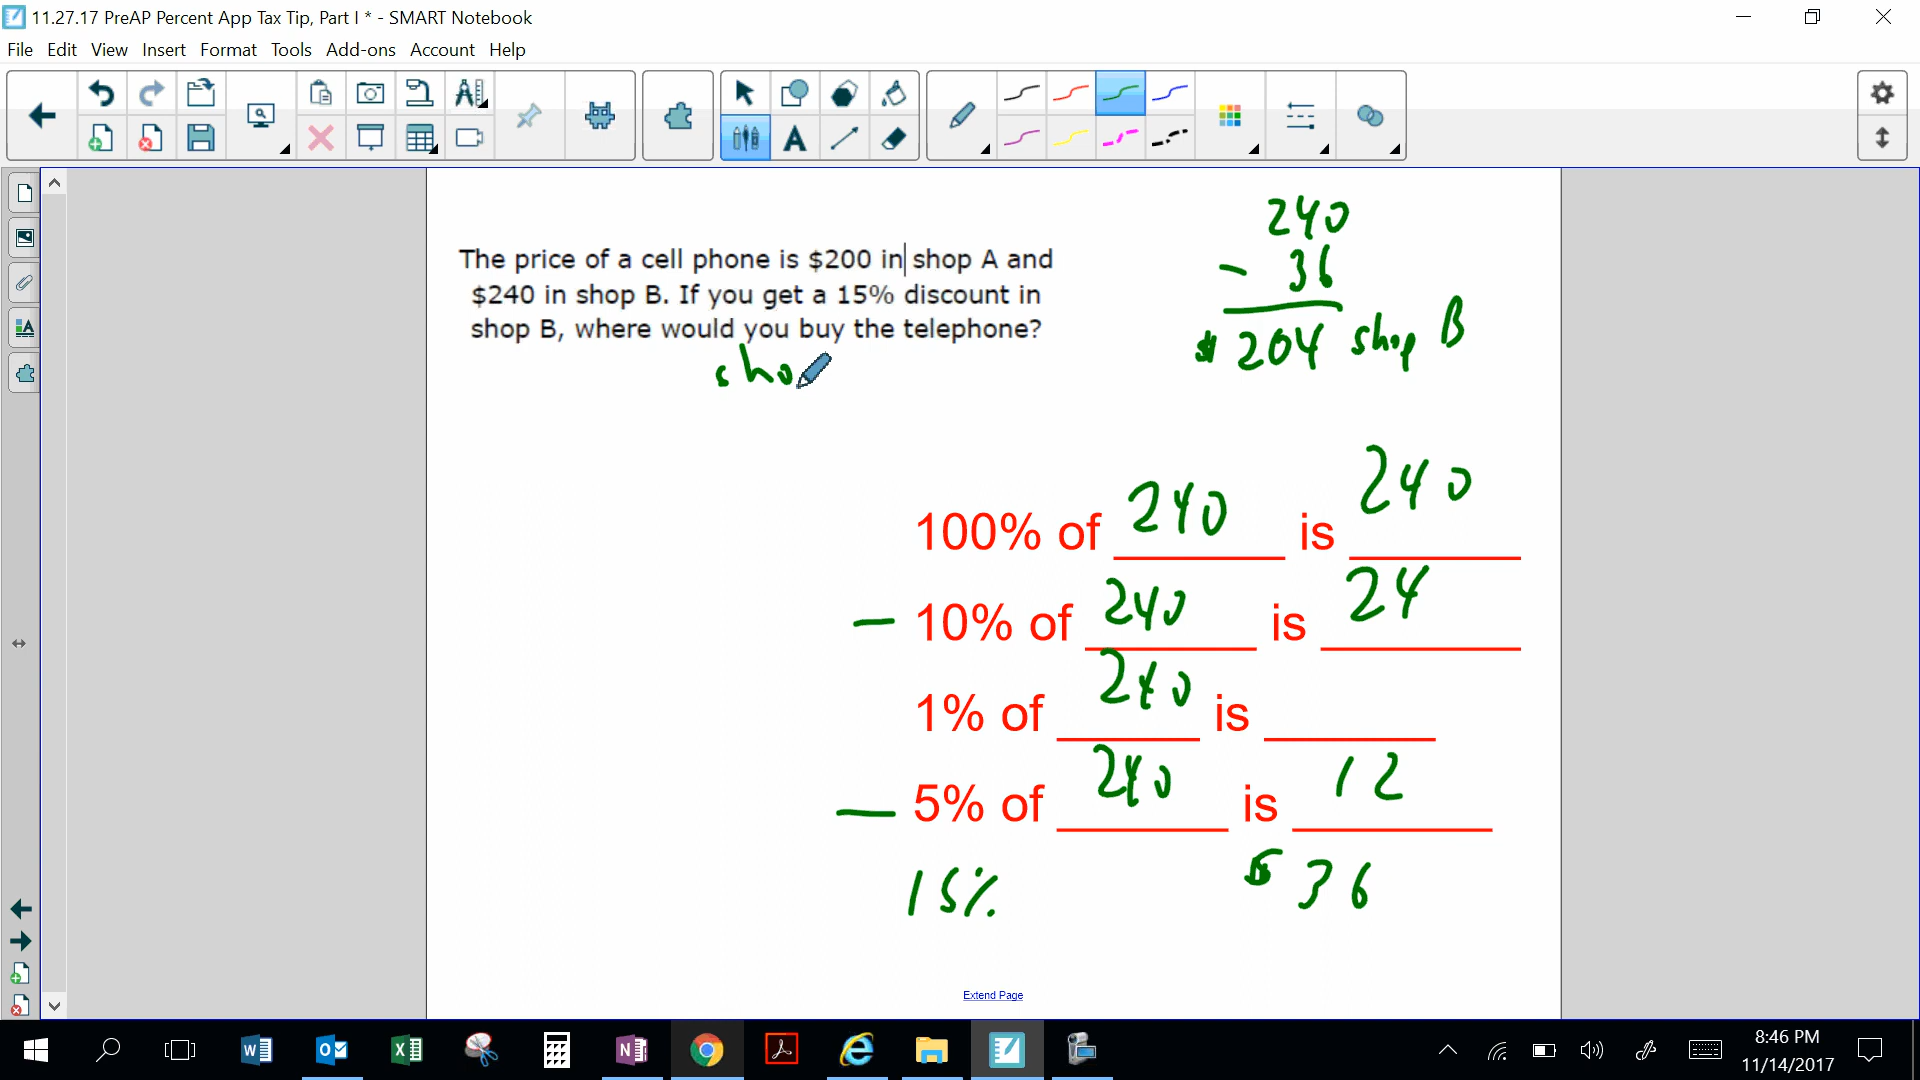 11.27.17 PreAP Percent App Tax Tip, Part I * - SMART Notebook
File Edit View Insert Format Tools Add-ons Account Help
The price of a cell phone is $200 in shop A and
$240 in shop B. If you get a 15% discount in
shop B, where would you buy the telephone?
sho
240
- 36
$ 204 shop B
100% of 240 is 240
— 10% of 240 is 24
1% of 240 is
— 5% of 240 is 12
15% $ 36
Extend Page
8:46 PM
11/14/2017